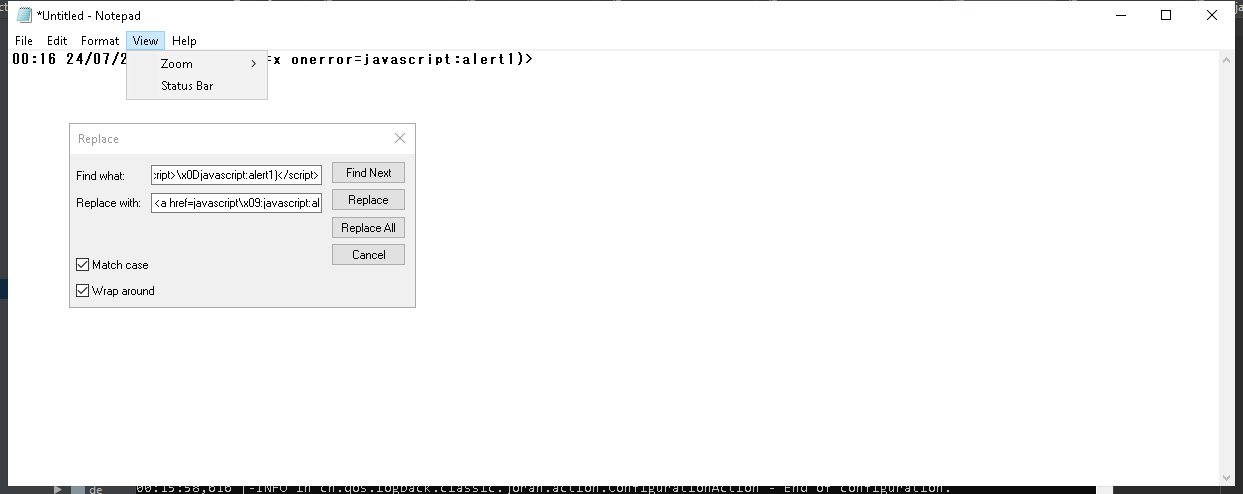 *Untitled - Notepad
File Edit Format View Help
00:16 24/07/2 =x onerror=javascript:alert1)>
Zoom >
Status Bar
Replace
Find what: ript>\x0Djavascript:alert1)</script> Find Next
Replace with: <a href=javascript\x09:javascript:al Replace
Replace All
Cancel
Match case
Wrap around
de 00:15:58,616 |-INFO in ch.qos.logback.classic.joran.action.ConfigurationAction - End of configuration.